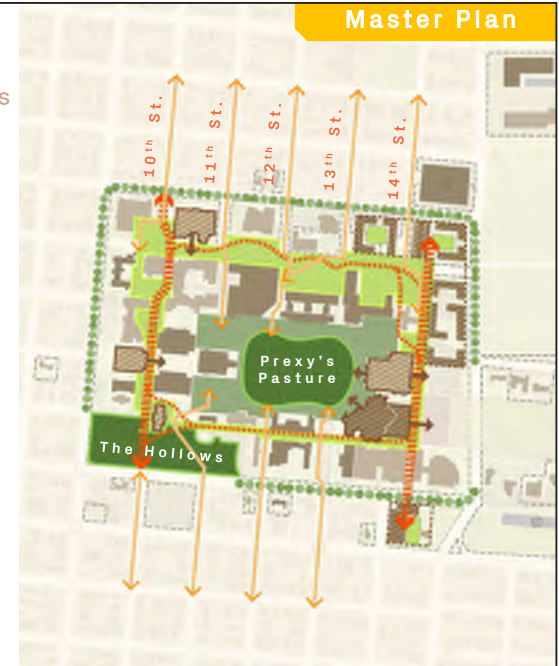 Master Plan
s
10th St.
11th St.
12th St.
13th St.
14th St.
Prexy's
Pasture
The Hollows